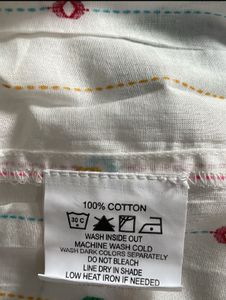 100% COTTON
30 C
WASH INSIDE OUT
MACHINE WASH COLD
WASH DARK COLORS SEPARATELY
DO NOT BLEACH
LINE DRY IN SHADE
LOW HEAT IRON IF NEEDED